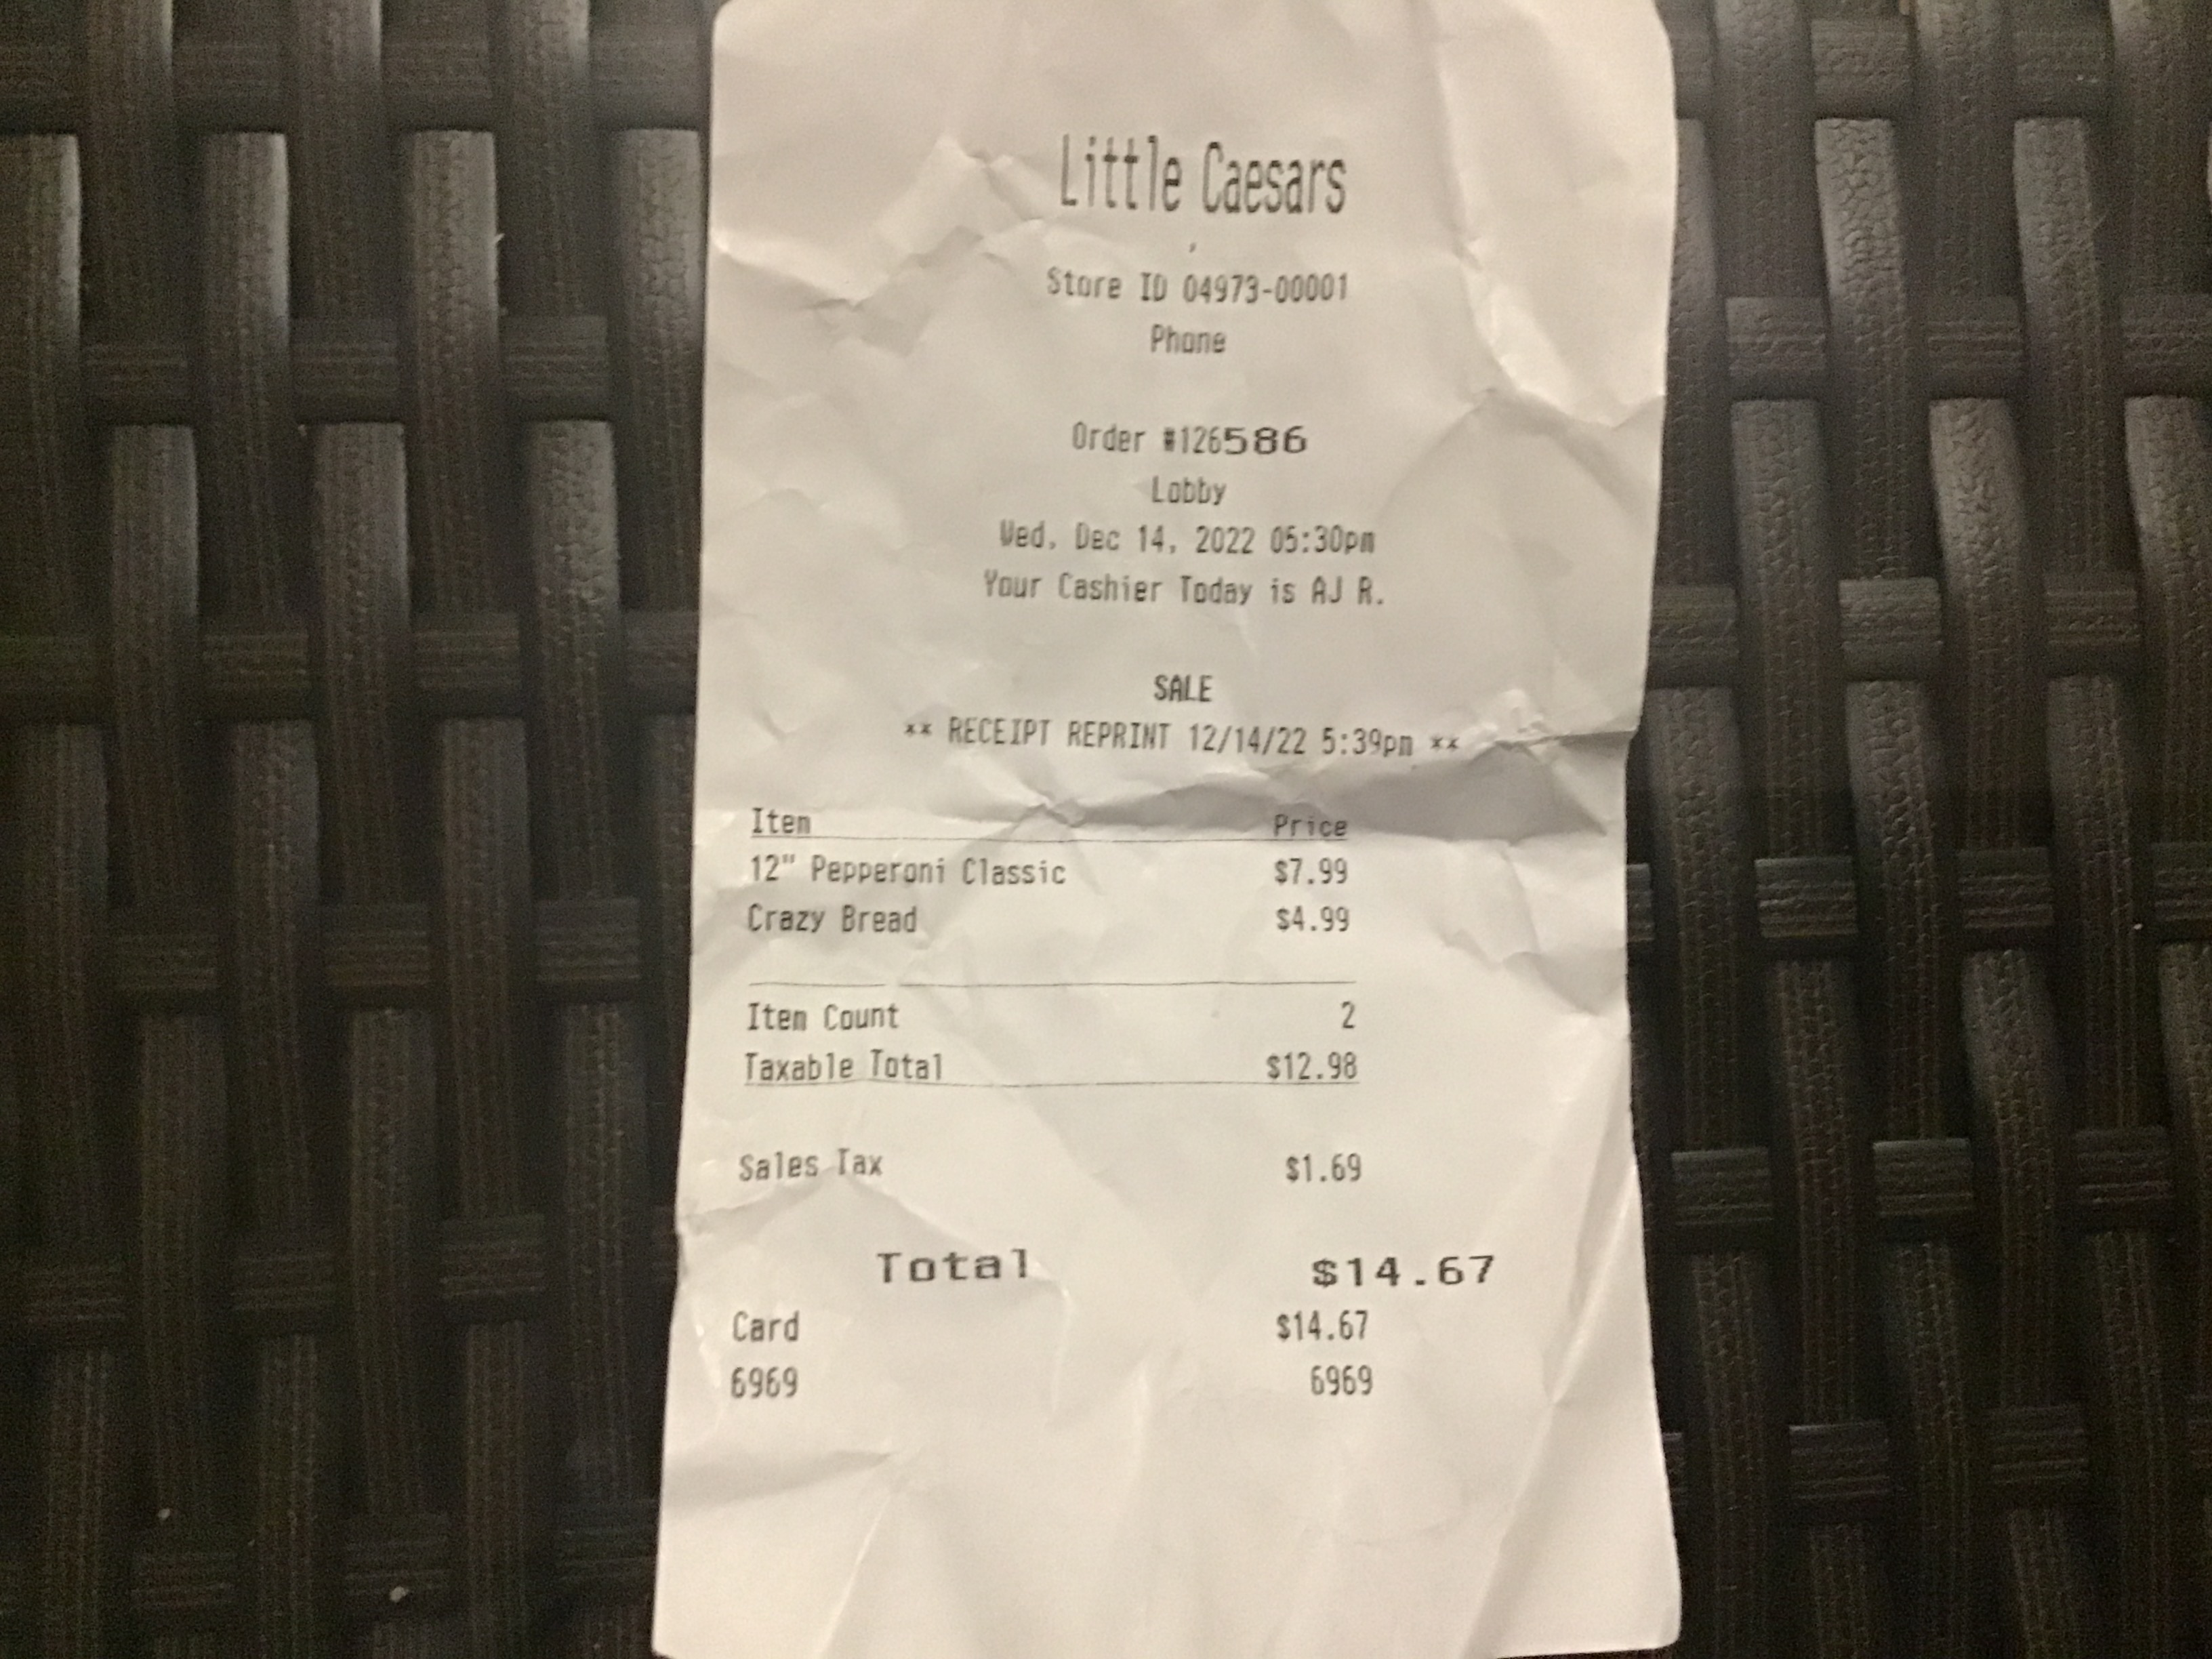 Little Caesars
,
Store ID 04973-00001
Phone
Order #126586
Lobby
Wed, Dec 14, 2022 05:30pm
Your Cashier Today is AJ R.
SALE
** RECEIPT REPRINT 12/14/22 5:39pm **
Item Price
12" Pepperoni Classic $7.99
Crazy Bread $4.99
Item Count 2
Taxable Total $12.98
Sales Tax $1.69
Total $14.67
Card $14.67
6969 6969